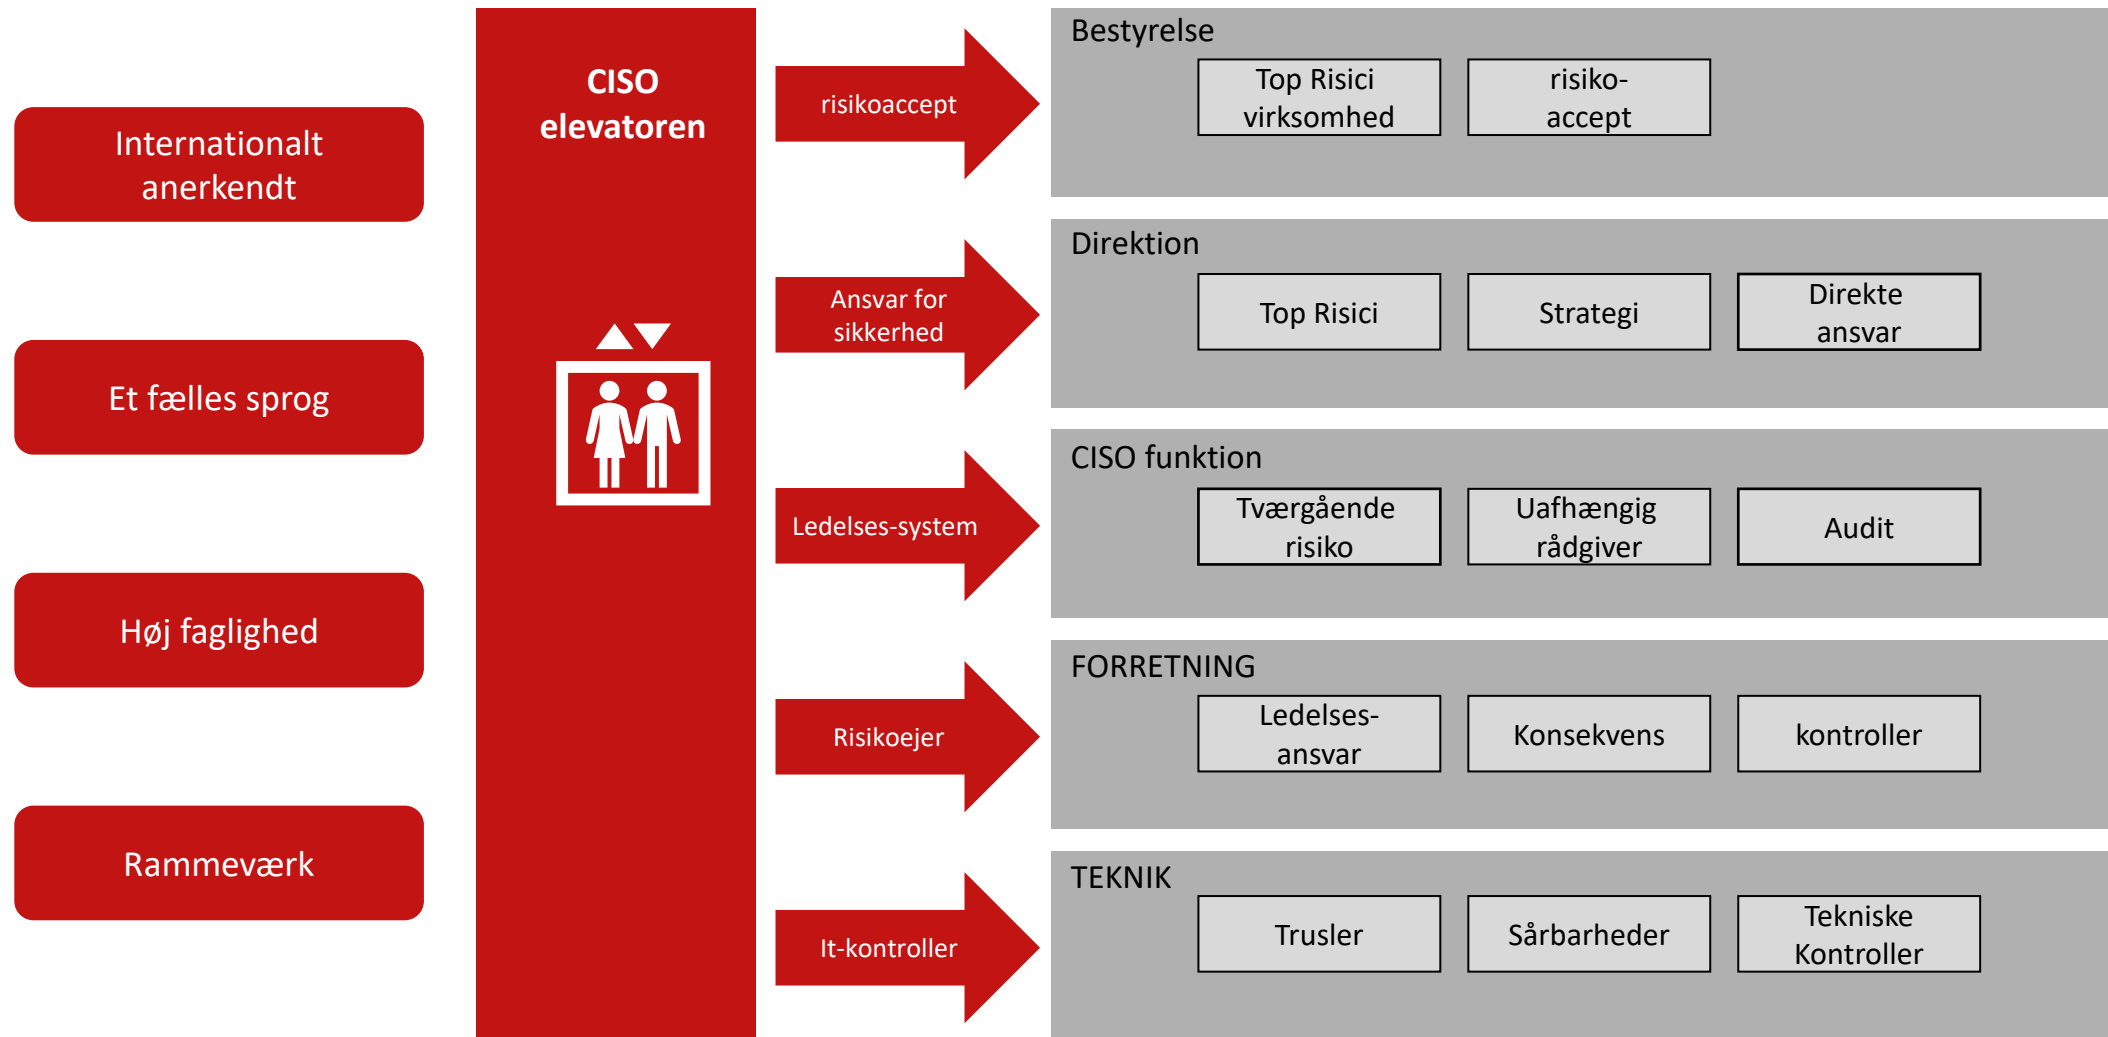 Internationalt
anerkendt
Et fælles sprog
Høj faglighed
Rammeværk
CISO
elevatoren
risikoaccept
Ansvar for
sikkerhed
Ledelses-system
Risikoejer
It-kontroller
Bestyrelse
Top Risici
virksomhed
risiko-
accept
Direktion
Top Risici
Strategi
Direkte
ansvar
CISO funktion
Tværgående
risiko
Uafhængig
rådgiver
Audit
FORRETNING
Ledelses-
ansvar
Konsekvens
kontroller
TEKNIK
Trusler
Sårbarheder
Tekniske
Kontroller